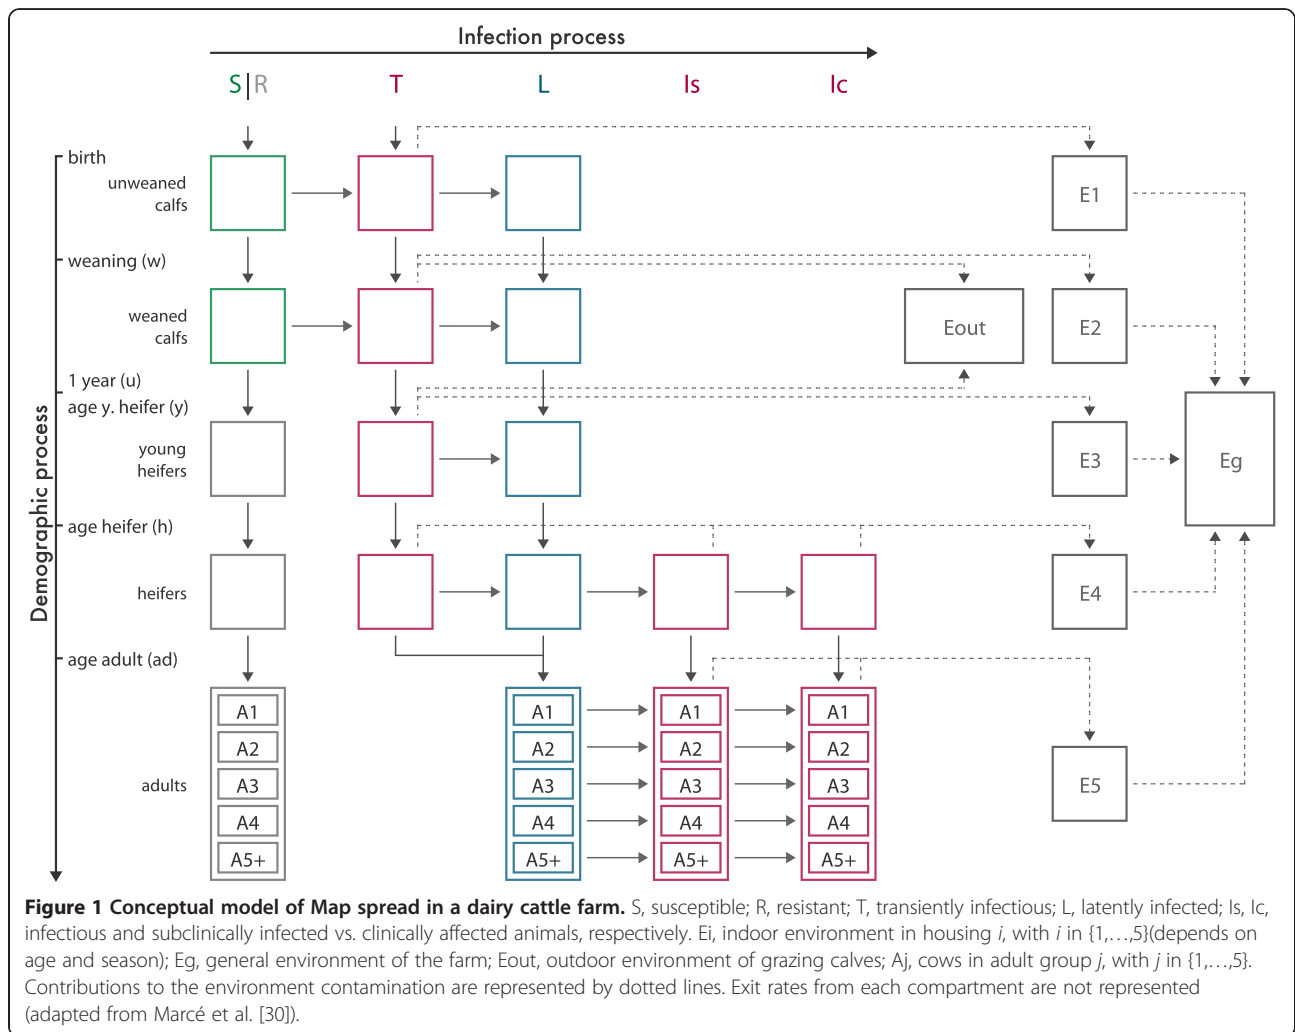 Infection process
S|R T L Is Ic
birth
unweaned
calfs
E1
weaning (w)
weaned
calfs
Eout E2
1 year (u)
age y. heifer (y)
young
heifers
E3 Eg
age heifer (h)
heifers
E4
age adult (ad)
A1 A1 A1 A1
A2 A2 A2 A2
adults
A3 A3 A3 A3
E5
A4 A4 A4 A4
A5+ A5+ A5+ A5+
Demographic process
Figure 1 Conceptual model of Map spread in a dairy cattle farm. S, susceptible; R, resistant; T, transiently infectious; L, latently infected; Is, Ic,
infectious and subclinically infected vs. clinically affected animals, respectively. Ei, indoor environment in housing i, with i in {1,…,5}(depends on
age and season); Eg, general environment of the farm; Eout, outdoor environment of grazing calves; Aj, cows in adult group j, with j in {1,…,5}.
Contributions to the environment contamination are represented by dotted lines. Exit rates from each compartment are not represented
(adapted from Marcé et al. [30]).